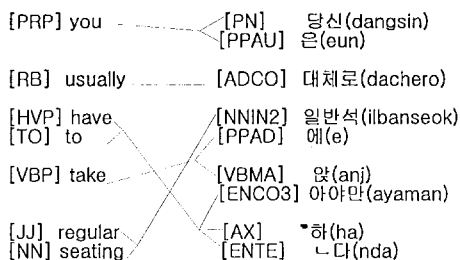 [PRP] you [PN] 당신(dangsin)
[PPAU] 은(eun)
[RB] usually [ADCO] 대체로(dachero)
[HVP] have [NNIN2] 일반석(ilbanseok)
[TO] to [PPAD] 에(e)
[VBP] take [VBMA] 앉(anj)
[ENCO3] 아야만(ayaman)
[JJ] regular [AX] 하(ha)
[NN] seating [ENTE] ㄴ다(nda)